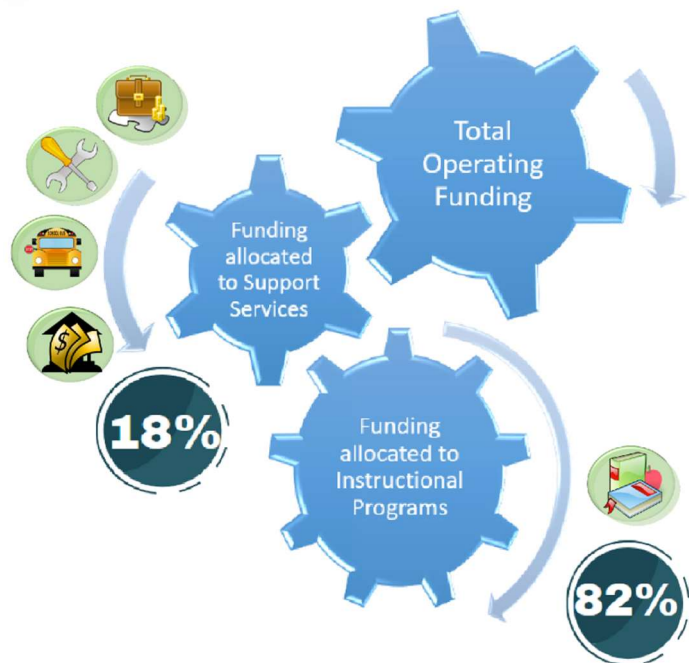 Total
Operating
Funding
Funding
allocated
to Support
Services
18%
Funding
allocated to
Instructional
Programs
82%
$